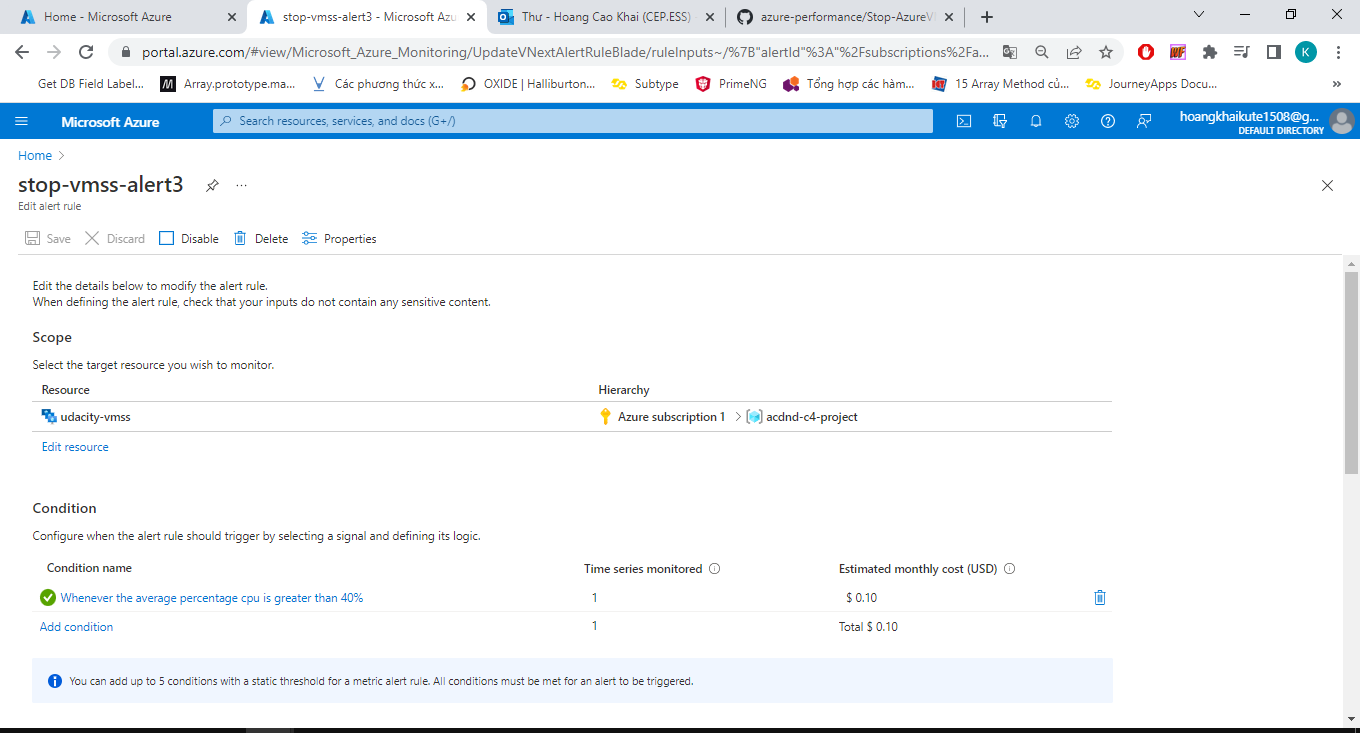 Home - Microsoft Azure
stop-vmss-alert3 - Microsoft Az
Thư - Hoang Cao Khai (CEP.ESS)
azure-performance/Stop-AzureV
portal.azure.com/#view/Microsoft_Azure_Monitoring/UpdateVNextAlertRuleBlade/ruleInputs~/%7B"alertId"%3A"%2Fsubscriptions%2Fa...
K
Get DB Field Label...
Array.prototype.ma...
Các phương thức x...
OXIDE | Halliburton...
Subtype
PrimeNG
Tổng hợp các hàm...
15 Array Method củ...
JourneyApps Docu...
»
Microsoft Azure
Search resources, services, and docs (G+/)
hoangkhaikute1508@g...
DEFAULT DIRECTORY
Home >
stop-vmss-alert3
...
Edit alert rule
Save
Discard
Disable
Delete
Properties
Edit the details below to modify the alert rule.
When defining the alert rule, check that your inputs do not contain any sensitive content.
Scope
Select the target resource you wish to monitor.
Resource
Hierarchy
udacity-vmss
Azure subscription 1 > acdnd-c4-project
Edit resource
Condition
Configure when the alert rule should trigger by selecting a signal and defining its logic.
Condition name
Time series monitored
Estimated monthly cost (USD)
Whenever the average percentage cpu is greater than 40%
1
$ 0.10
Add condition
1
Total $ 0.10
You can add up to 5 conditions with a static threshold for a metric alert rule. All conditions must be met for an alert to be triggered.